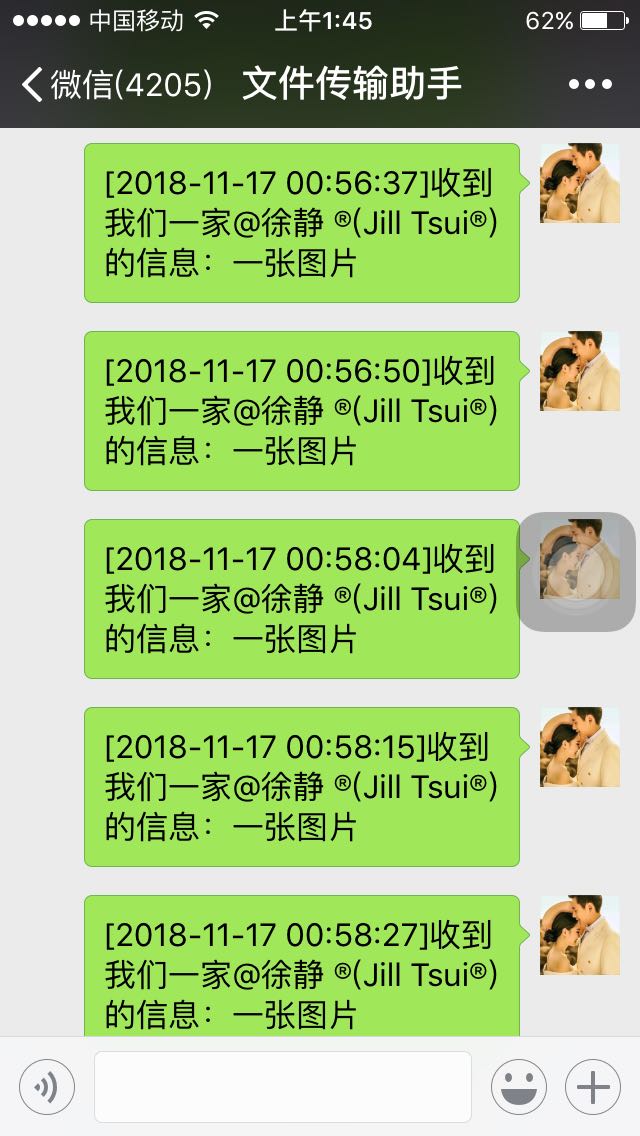 中国移动 上午1:45 62%
微信(4205) 文件传输助手
[2018-11-17 00:56:37]收到
我们一家@徐静 ®(Jill Tsui®)
的信息：一张图片
[2018-11-17 00:56:50]收到
我们一家@徐静 ®(Jill Tsui®)
的信息：一张图片
[2018-11-17 00:58:04]收到
我们一家@徐静 ®(Jill Tsui®)
的信息：一张图片
[2018-11-17 00:58:15]收到
我们一家@徐静 ®(Jill Tsui®)
的信息：一张图片
[2018-11-17 00:58:27]收到
我们一家@徐静 ®(Jill Tsui®)
的信息：一张图片